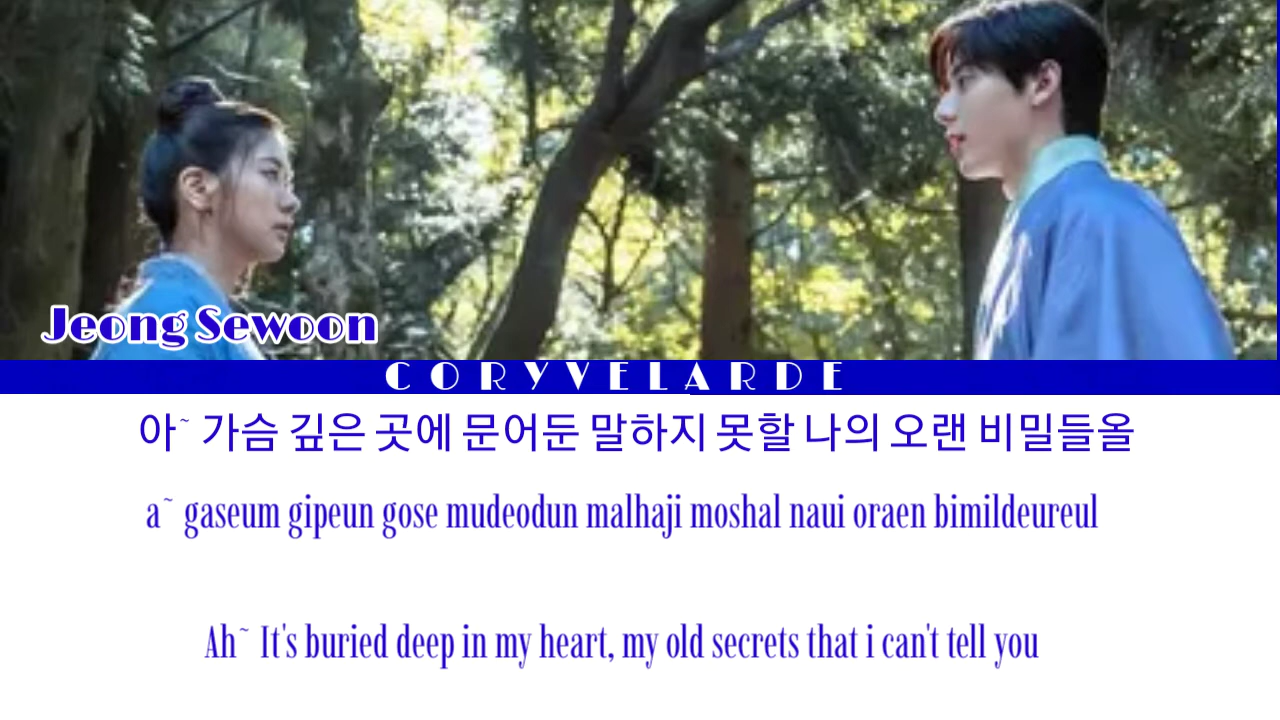 Jeong Sewoon
CORYVELARDE
아~ 가슴 깊은 곳에 문어둔 말하지 못할 나의 오랜 비밀들올
a~ gaseum gipeun gose mudeodun malhaji moshal naui oraen bimildeureul
Ah~ It's buried deep in my heart, my old secrets that i can't tell you